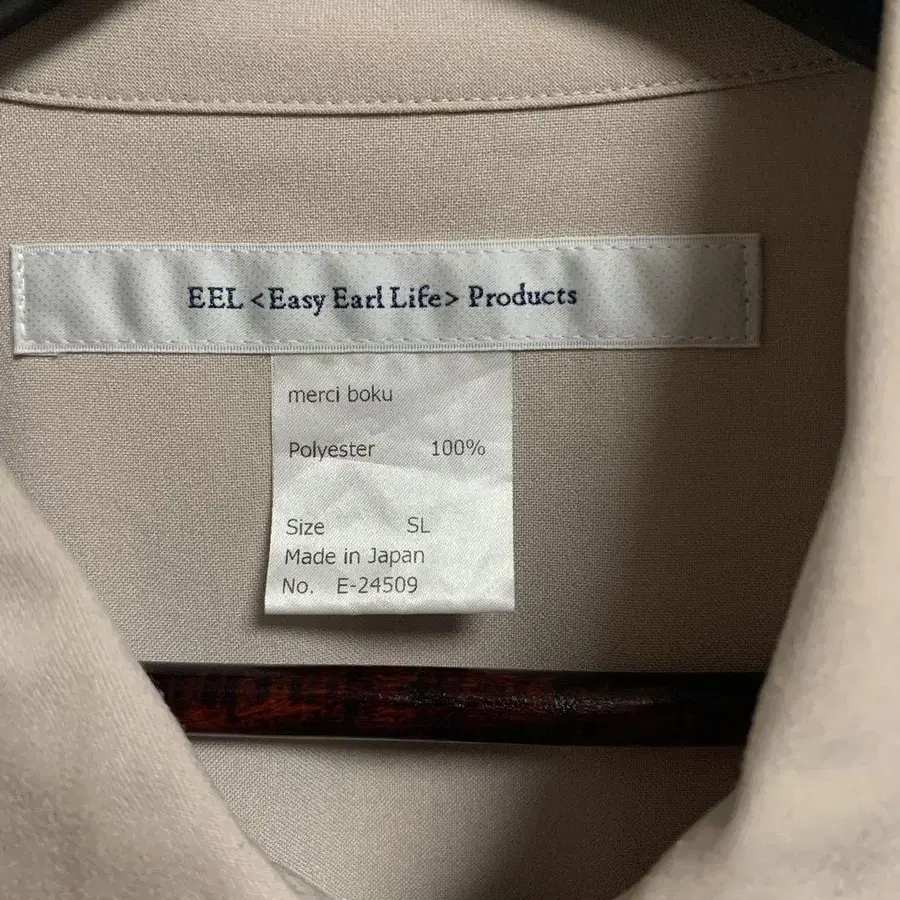 EEL <Easy Earl Life> Products
merci boku
Polyester 100%
Size SL
Made in Japan
No. E-24509